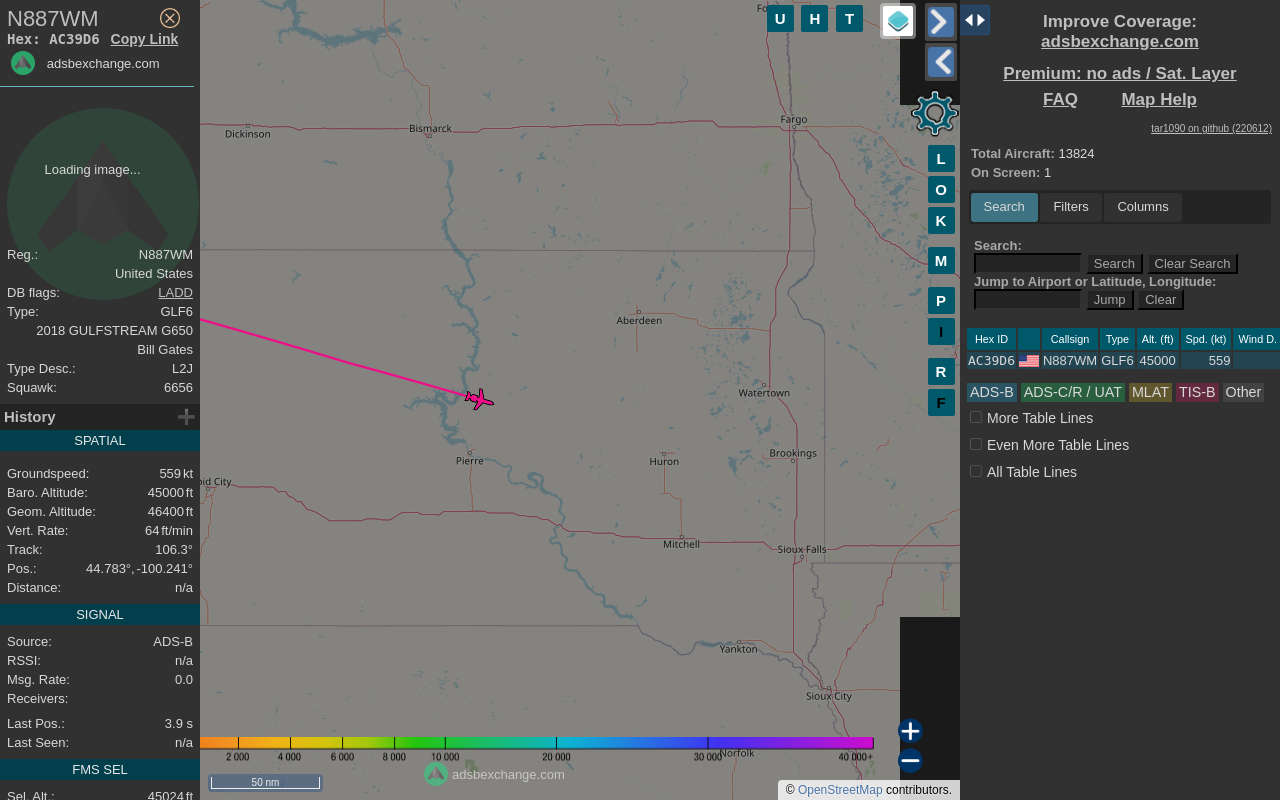 N887WM
Hex: AC39D6 Copy Link
adsbexchange.com
Loading image...
Reg.: N887WM
United States
DB flags: LADD
Type: GLF6
2018 GULFSTREAM G650
Bill Gates
Type Desc.: L2J
Squawk: 6656
History
SPATIAL
Groundspeed: 559 kt
Baro. Altitude: 45000 ft
Geom. Altitude: 46400 ft
Vert. Rate: 64 ft/min
Track: 106.3°
Pos.: 44.783°, -100.241°
Distance: n/a
SIGNAL
Source: ADS-B
RSSI: n/a
Msg. Rate: 0.0
Receivers:
Last Pos.: 3.9 s
Last Seen: n/a
FMS SEL
Sel. Alt.: 45024 ft
U H T
Dickinson
Bismarck
Fargo
Aberdeen
Watertown
Pierre
Huron
Brookings
id City
Mitchell
Sioux Falls
Yankton
Sioux City
Norfolk
L
O
K
M
P
I
R
F
2 000 4 000 6 000 8 000 10 000 20 000 30 000 40 000+
adsbexchange.com
50 nm
© OpenStreetMap contributors.
Improve Coverage:
adsbexchange.com
Premium: no ads / Sat. Layer
FAQ Map Help
tar1090 on github (220612)
Total Aircraft: 13824
On Screen: 1
Search Filters Columns
Search:
Search Clear Search
Jump to Airport or Latitude, Longitude:
Jump Clear
Hex ID Callsign Type Alt. (ft) Spd. (kt) Wind D.
AC39D6 N887WM GLF6 45000 559
ADS-B ADS-C/R / UAT MLAT TIS-B Other
More Table Lines
Even More Table Lines
All Table Lines